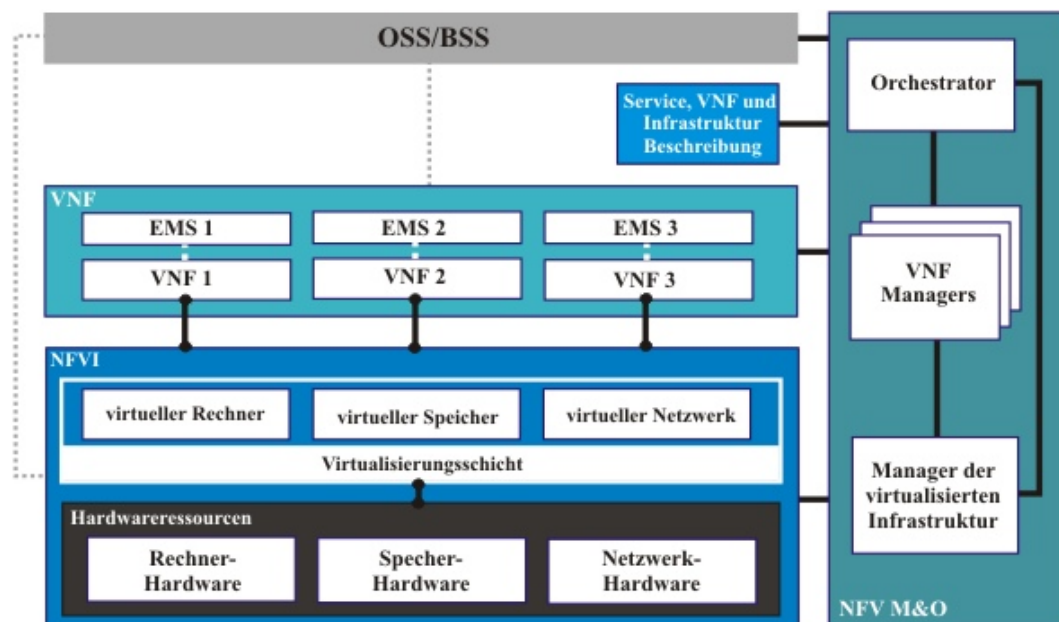 OSS/BSS
Orchestrator
Service, VNF und
Infrastruktur
Beschreibung
VNF
EMS 1
EMS 2
EMS 3
VNF 1
VNF 2
VNF 3
VNF
Managers
NFVI
virtueller Rechner
virtueller Speicher
virtueller Netzwerk
Virtualisierungsschicht
Manager der
virtualisierten
Infrastruktur
Hardwareressourcen
Rechner-
Hardware
Specher-
Hardware
Netzwerk-
Hardware
NFV M&O